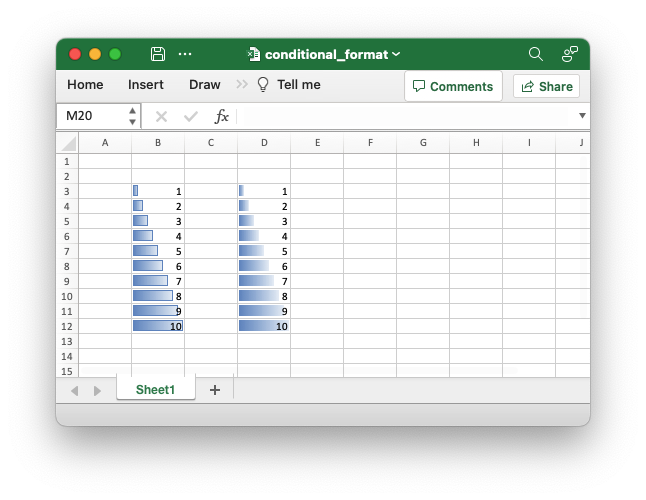 conditional_format
Home Insert Draw Tell me Comments Share
M20 fx
A B C D E F G H I J
1
2
3 1 1
4 2 2
5 3 3
6 4 4
7 5 5
8 6 6
9 7 7
10 8 8
11 9 9
12 10 10
13
14
15
Sheet1 +